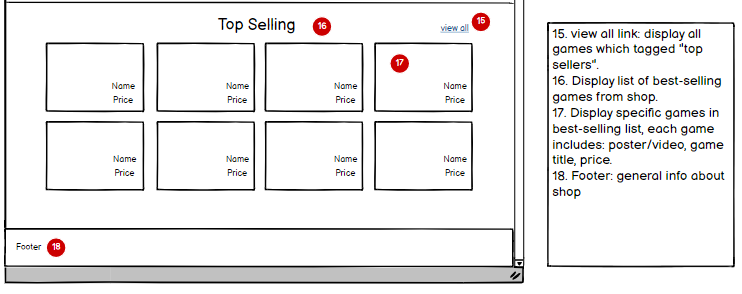 Top Selling 16 view all 15
17
Name Name Name Name
Price Price Price Price
Name Name Name Name
Price Price Price Price
Footer 18
15. view all link: display all
games which tagged "top
sellers".
16. Display list of best-selling
games from shop.
17. Display specific games in
best-selling list, each game
includes: poster/video, game
title, price.
18. Footer: general info about
shop